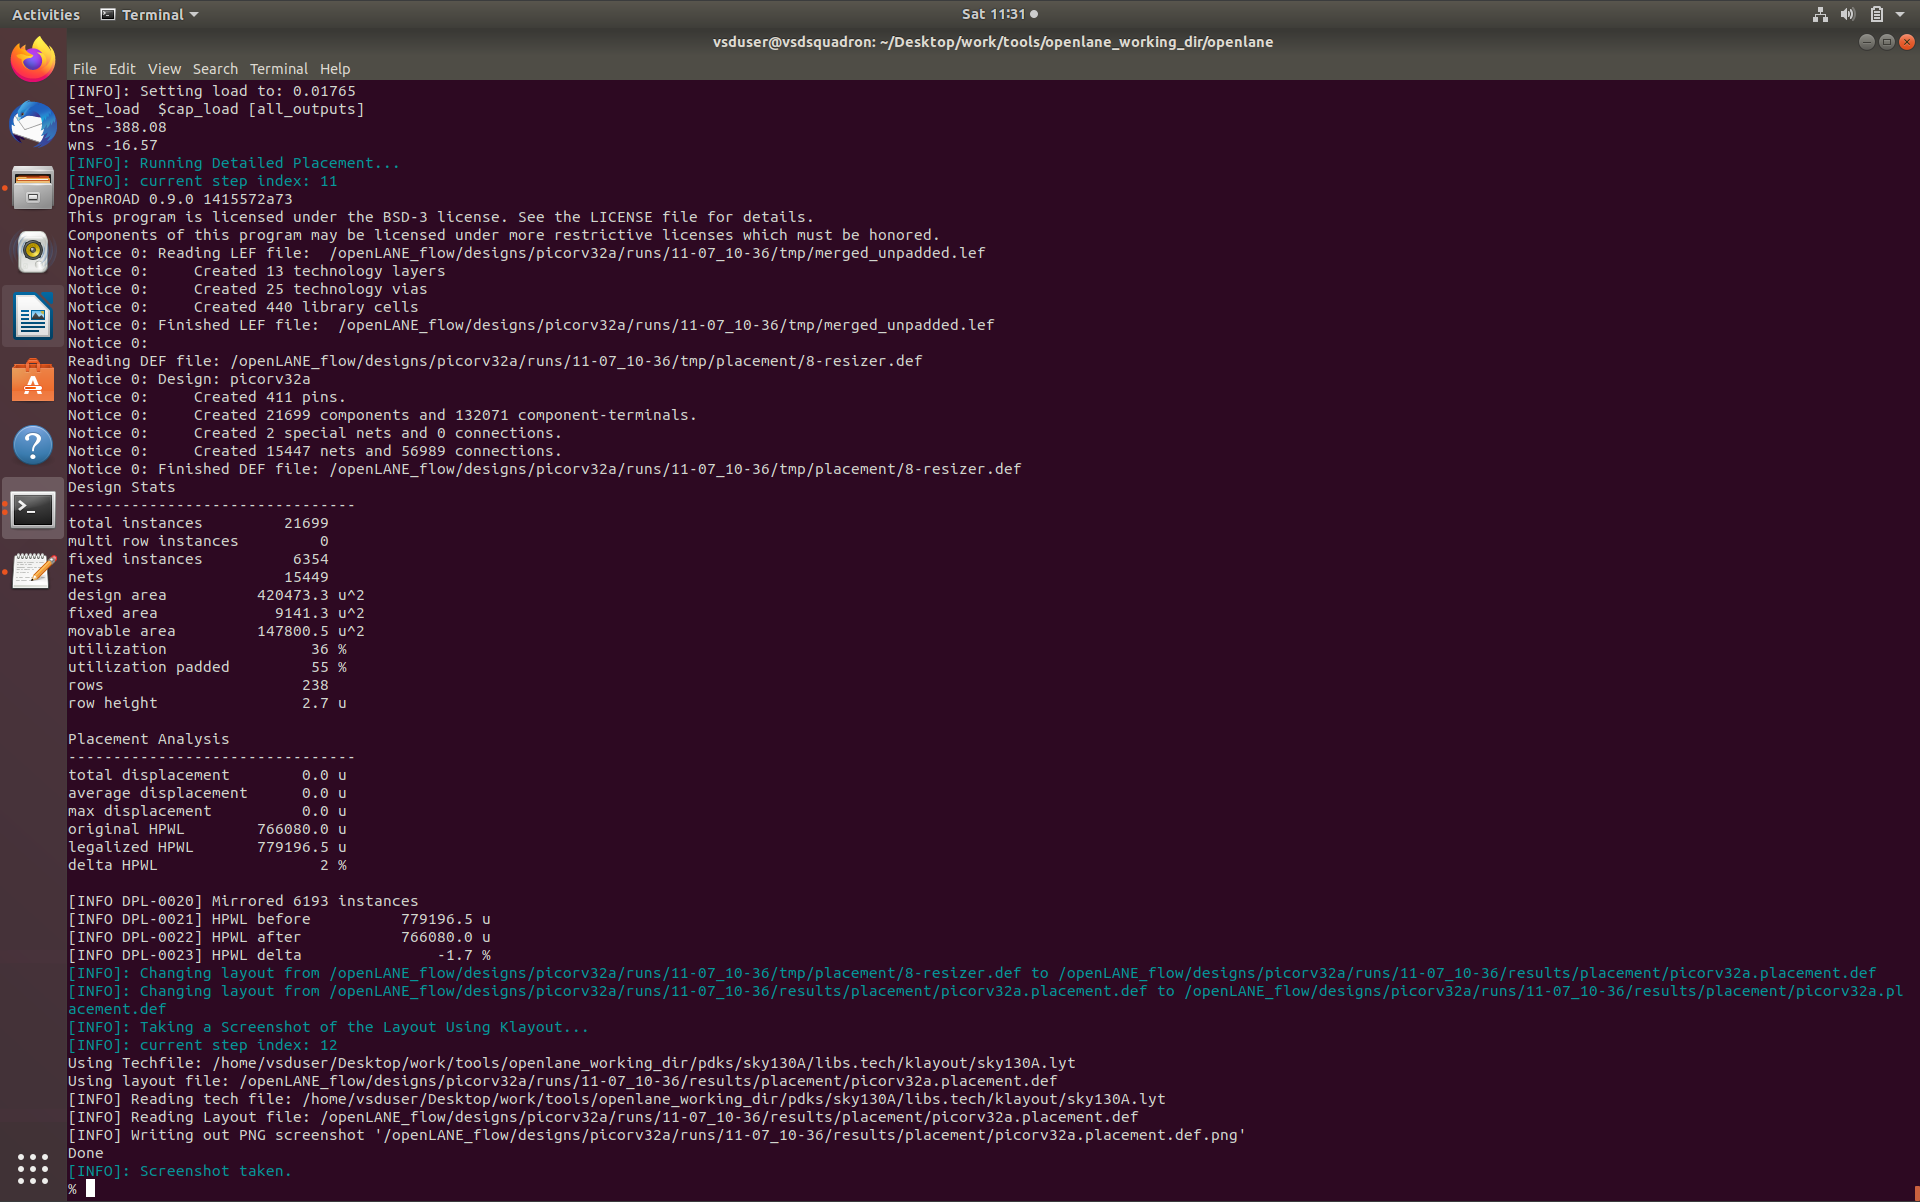 Activities Terminal Sat 11:31
vsduser@vsdsquadron: ~/Desktop/work/tools/openlane_working_dir/openlane
File Edit View Search Terminal Help
[INFO]: Setting load to: 0.01765
set_load  $cap_load [all_outputs]
tns -388.08
wns -16.57
[INFO]: Running Detailed Placement...
[INFO]: current step index: 11
OpenROAD 0.9.0 1415572a73
This program is licensed under the BSD-3 license. See the LICENSE file for details.
Components of this program may be licensed under more restrictive licenses which must be honored.
Notice 0: Reading LEF file:  /openLANE_flow/designs/picorv32a/runs/11-07_10-36/tmp/merged_unpadded.lef
Notice 0:     Created 13 technology layers
Notice 0:     Created 25 technology vias
Notice 0:     Created 440 library cells
Notice 0: Finished LEF file:  /openLANE_flow/designs/picorv32a/runs/11-07_10-36/tmp/merged_unpadded.lef
Notice 0:
Reading DEF file: /openLANE_flow/designs/picorv32a/runs/11-07_10-36/tmp/placement/8-resizer.def
Notice 0: Design: picorv32a
Notice 0:     Created 411 pins.
Notice 0:     Created 21699 components and 132071 component-terminals.
Notice 0:     Created 2 special nets and 0 connections.
Notice 0:     Created 15447 nets and 56989 connections.
Notice 0: Finished DEF file: /openLANE_flow/designs/picorv32a/runs/11-07_10-36/tmp/placement/8-resizer.def
Design Stats
--------------------------------
total instances         21699
multi row instances         0
fixed instances          6354
nets                    15449
design area          420473.3 u^2
fixed area             9141.3 u^2
movable area         147800.5 u^2
utilization                36 %
utilization padded         55 %
rows                      238
row height                2.7 u
Placement Analysis
--------------------------------
total displacement        0.0 u
average displacement      0.0 u
max displacement          0.0 u
original HPWL        766080.0 u
legalized HPWL       779196.5 u
delta HPWL                  2 %
[INFO DPL-0020] Mirrored 6193 instances
[INFO DPL-0021] HPWL before          779196.5 u
[INFO DPL-0022] HPWL after           766080.0 u
[INFO DPL-0023] HPWL delta               -1.7 %
[INFO]: Changing layout from /openLANE_flow/designs/picorv32a/runs/11-07_10-36/tmp/placement/8-resizer.def to /openLANE_flow/designs/picorv32a/runs/11-07_10-36/results/placement/picorv32a.placement.def
[INFO]: Changing layout from /openLANE_flow/designs/picorv32a/runs/11-07_10-36/results/placement/picorv32a.placement.def to /openLANE_flow/designs/picorv32a/runs/11-07_10-36/results/placement/picorv32a.pl
acement.def
[INFO]: Taking a Screenshot of the Layout Using Klayout...
[INFO]: current step index: 12
Using Techfile: /home/vsduser/Desktop/work/tools/openlane_working_dir/pdks/sky130A/libs.tech/klayout/sky130A.lyt
Using layout file: /openLANE_flow/designs/picorv32a/runs/11-07_10-36/results/placement/picorv32a.placement.def
[INFO] Reading tech file: /home/vsduser/Desktop/work/tools/openlane_working_dir/pdks/sky130A/libs.tech/klayout/sky130A.lyt
[INFO] Reading Layout file: /openLANE_flow/designs/picorv32a/runs/11-07_10-36/results/placement/picorv32a.placement.def
[INFO] Writing out PNG screenshot '/openLANE_flow/designs/picorv32a/runs/11-07_10-36/results/placement/picorv32a.placement.def.png'
Done
[INFO]: Screenshot taken.
%